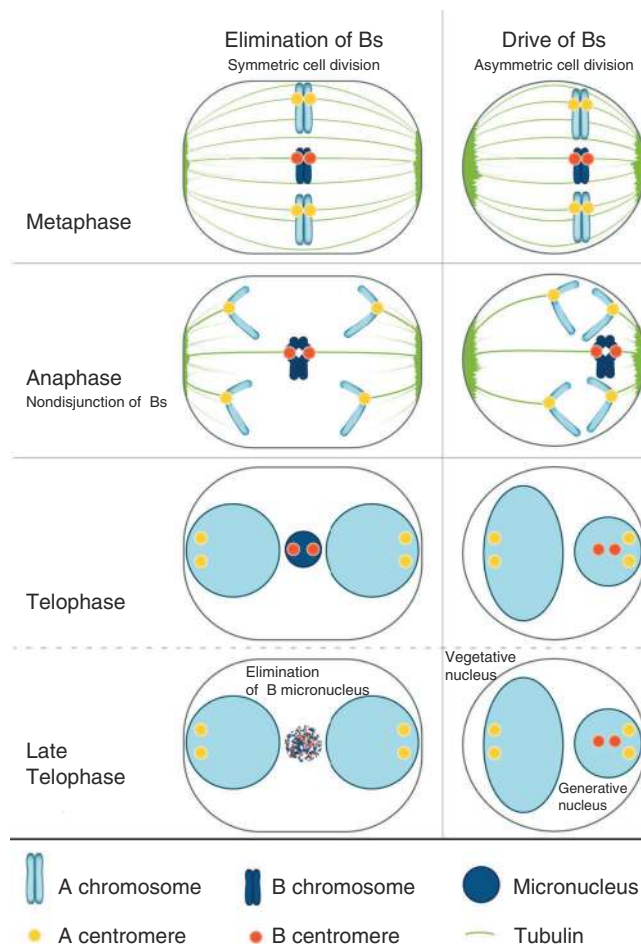 Elimination of Bs
Symmetric cell division
Drive of Bs
Asymmetric cell division
Metaphase
Anaphase
Nondisjunction of Bs
Telophase
Elimination
of B micronucleus
Vegetative
nucleus
Late
Telophase
Generative
nucleus
A chromosome
B chromosome
Micronucleus
A centromere
B centromere
Tubulin